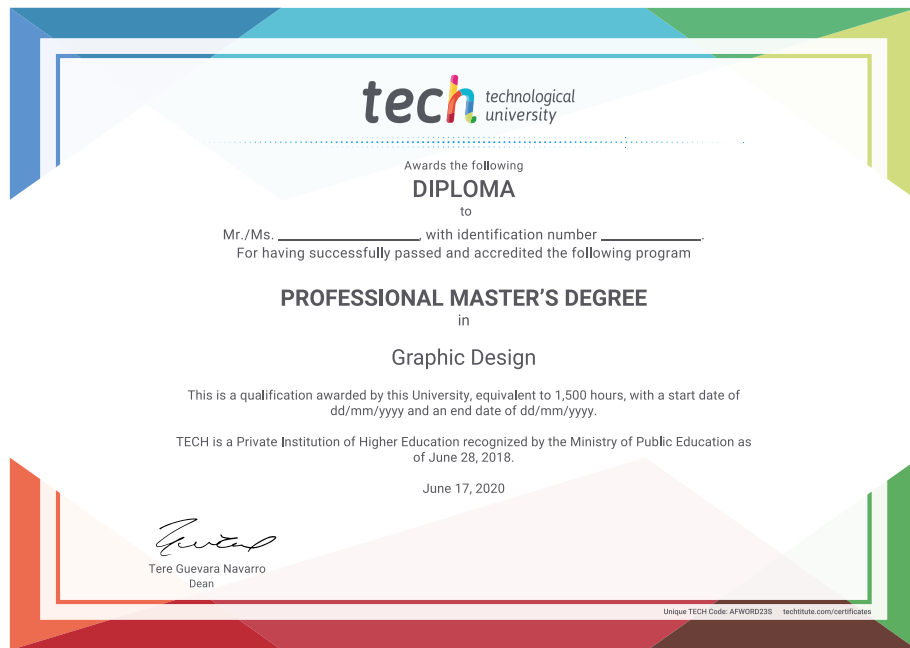 tech technological
university
Awards the following
DIPLOMA
to
Mr./Ms. ____________________, with identification number ______________.
For having successfully passed and accredited the following program
PROFESSIONAL MASTER'S DEGREE
in
Graphic Design
This is a qualification awarded by this University, equivalent to 1,500 hours, with a start date of
dd/mm/yyyy and an end date of dd/mm/yyyy.
TECH is a Private Institution of Higher Education recognized by the Ministry of Public Education as
of June 28, 2018.
June 17, 2020
Tere Guevara Navarro
Dean
Unique TECH Code: AFWORD23S techtitute.com/certificates